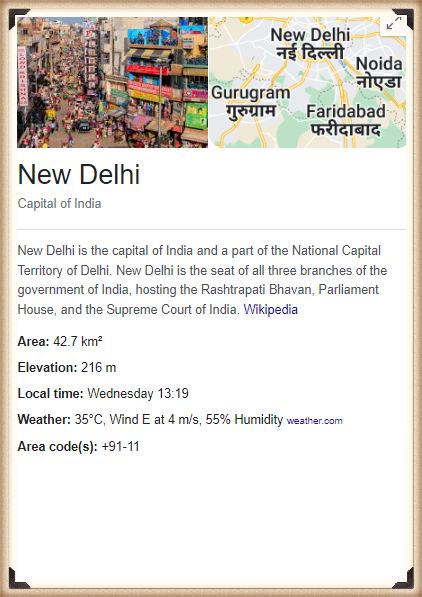 LORD KRISHNAS
New Delhi
नई दिल्ली
Noida
नोएडा
Gurugram
गुरुग्राम
Faridabad
फरीदाबाद
New Delhi
Capital of India
New Delhi is the capital of India and a part of the National Capital
Territory of Delhi. New Delhi is the seat of all three branches of the
government of India, hosting the Rashtrapati Bhavan, Parliament
House, and the Supreme Court of India. Wikipedia
Area: 42.7 km²
Elevation: 216 m
Local time: Wednesday 13:19
Weather: 35°C, Wind E at 4 m/s, 55% Humidity weather.com
Area code(s): +91-11